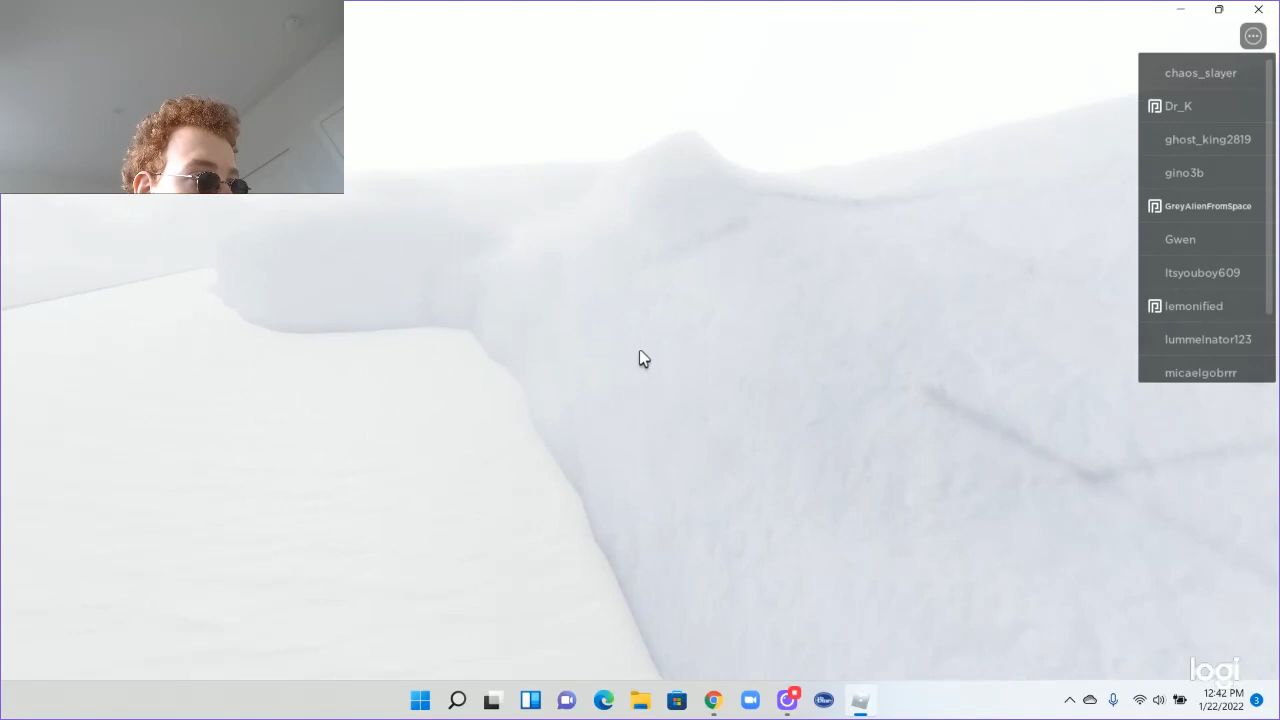 chaos_slayer
Dr_K
ghost_king2819
gino3b
GreyAlienFromSpace
Gwen
Itsyouboy609
lemonified
lummelnator123
micaelgobrrr
logi
12:42 PM
1/22/2022
3